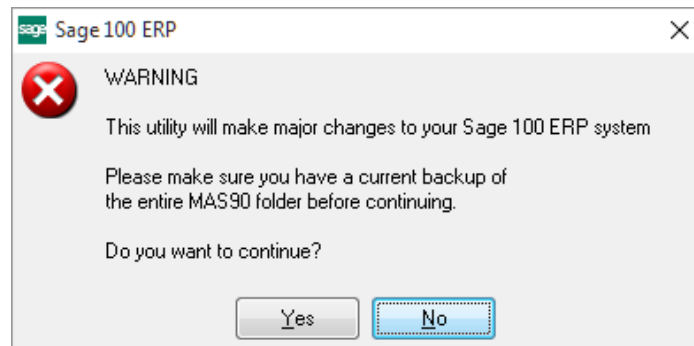 sage Sage 100 ERP
WARNING
This utility will make major changes to your Sage 100 ERP system
Please make sure you have a current backup of
the entire MAS90 folder before continuing.
Do you want to continue?
Yes No